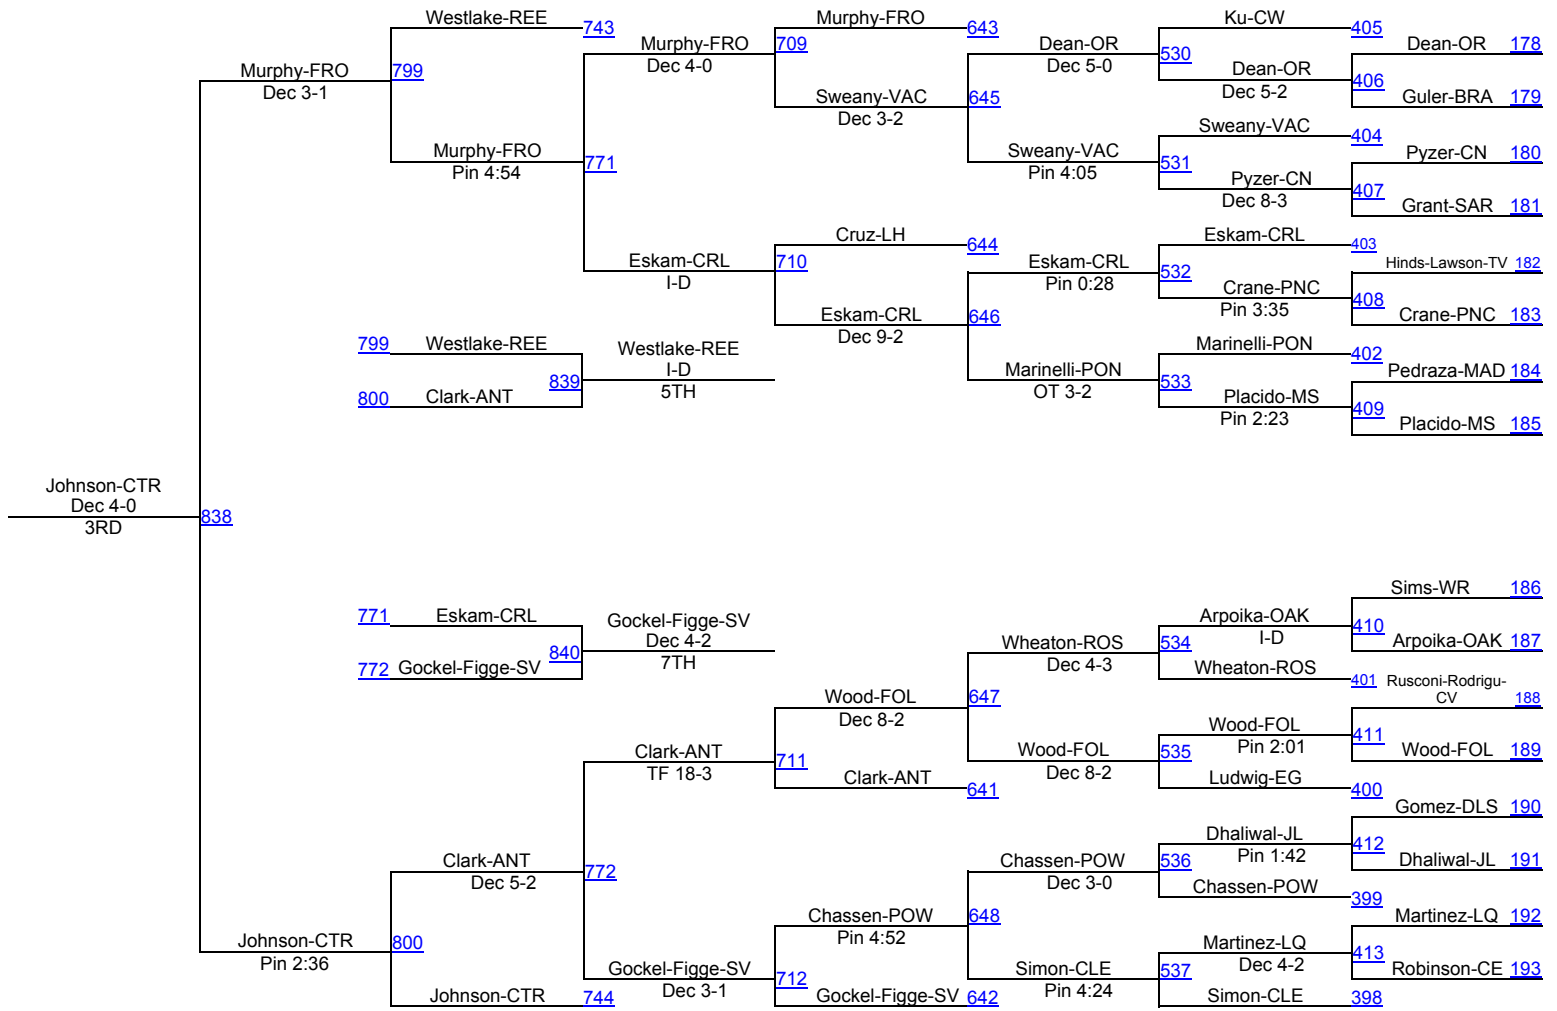 Westlake-REE 743
Murphy-FRO 643
Ku-CW 405
Murphy-FRO 709
Dec 4-0
Dean-OR 530
Dec 5-0
Dean-OR 178
Murphy-FRO 799
Dec 3-1
Dean-OR 406
Dec 5-2
Sweany-VAC 645
Dec 3-2
Guler-BRA 179
Sweany-VAC 404
Murphy-FRO 771
Pin 4:54
Sweany-VAC 531
Pin 4:05
Pyzer-CN 180
Pyzer-CN 407
Dec 8-3
Grant-SAR 181
Cruz-LH 644
Eskam-CRL 403
Eskam-CRL 710
I-D
Eskam-CRL 532
Pin 0:28
Hinds-Lawson-TV 182
Crane-PNC 408
Pin 3:35
Eskam-CRL 646
Dec 9-2
Crane-PNC 183
799 Westlake-REE
Westlake-REE
I-D
5TH
839
Marinelli-PON 402
Marinelli-PON 533
OT 3-2
Pedraza-MAD 184
800 Clark-ANT
Placido-MS 409
Pin 2:23
Placido-MS 185
Johnson-CTR
Dec 4-0
3RD
838
Sims-WR 186
771 Eskam-CRL
Gockel-Figge-SV
Dec 4-2
7TH
840
Arpoika-OAK 410
I-D
Wheaton-ROS 534
Dec 4-3
Arpoika-OAK 187
772 Gockel-Figge-SV
Wheaton-ROS 401
Rusconi-Rodrigu-
CV 188
Wood-FOL 647
Dec 8-2
Wood-FOL 411
Pin 2:01
Clark-ANT 711
TF 18-3
Wood-FOL 535
Dec 8-2
Wood-FOL 189
Clark-ANT 641
Ludwig-EG 400
Gomez-DLS 190
Dhaliwal-JL 412
Pin 1:42
Clark-ANT 772
Dec 5-2
Chassen-POW 536
Dec 3-0
Dhaliwal-JL 191
Chassen-POW 399
Chassen-POW 648
Pin 4:52
Martinez-LQ 192
Johnson-CTR 800
Pin 2:36
Martinez-LQ 413
Dec 4-2
Gockel-Figge-SV 712
Dec 3-1
Simon-CLE 537
Pin 4:24
Robinson-CE 193
Johnson-CTR 744
Gockel-Figge-SV 642
Simon-CLE 398